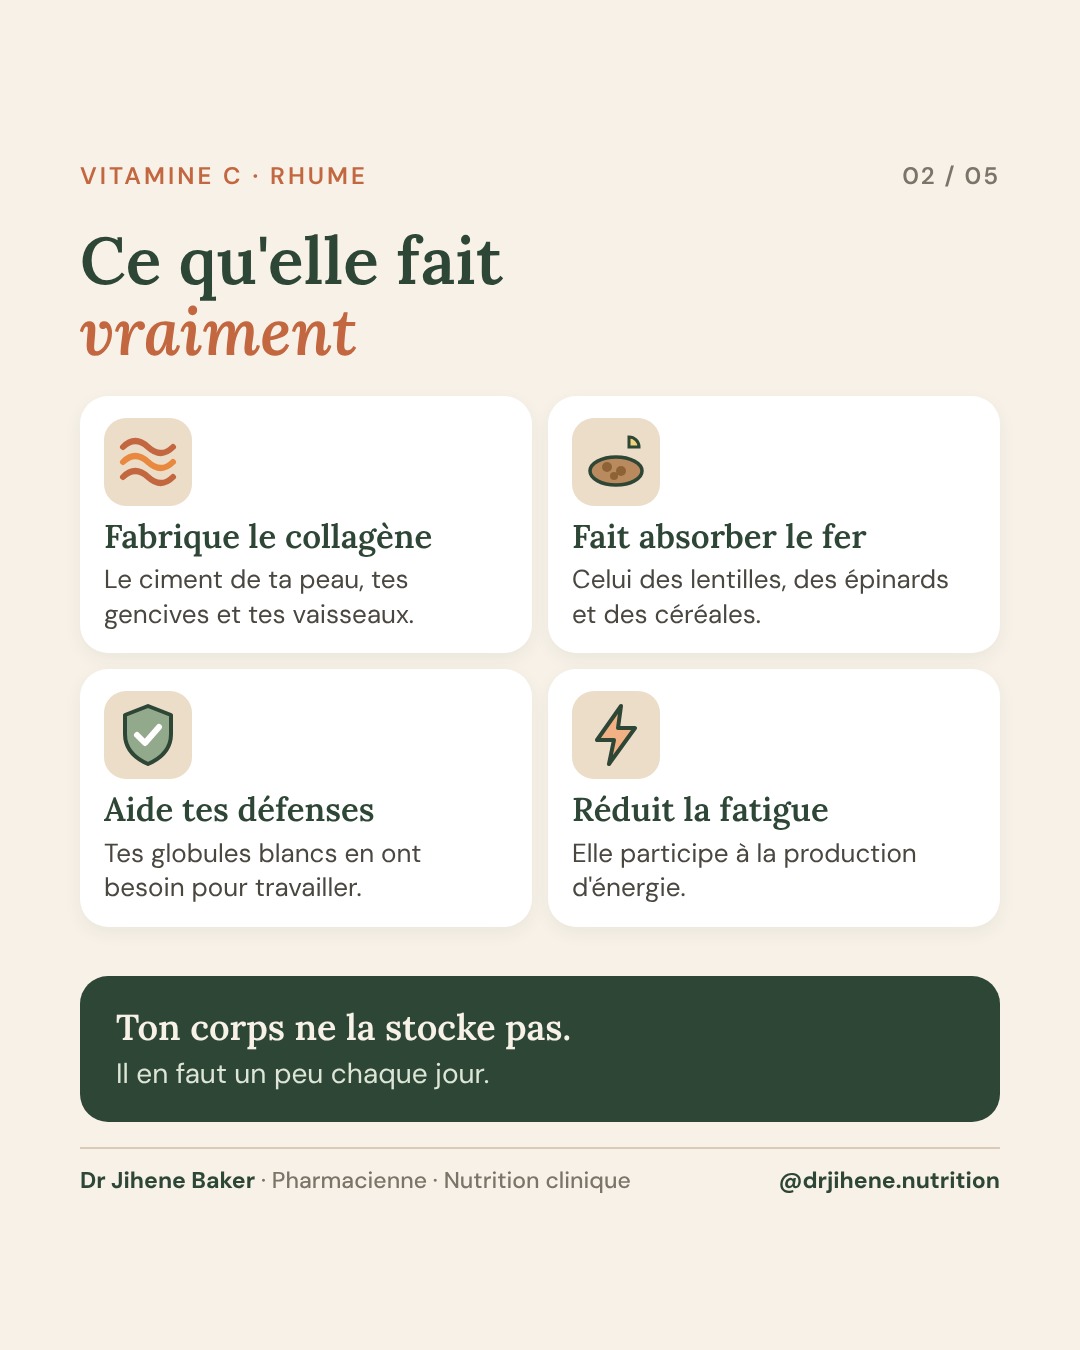 VITAMINE C · RHUME
02 / 05
Ce qu'elle fait
vraiment
Fabrique le collagène
Le ciment de ta peau, tes
gencives et tes vaisseaux.
Fait absorber le fer
Celui des lentilles, des épinards
et des céréales.
Aide tes défenses
Tes globules blancs en ont
besoin pour travailler.
Réduit la fatigue
Elle participe à la production
d'énergie.
Ton corps ne la stocke pas.
Il en faut un peu chaque jour.
Dr Jihene Baker · Pharmacienne · Nutrition clinique
@drjihene.nutrition